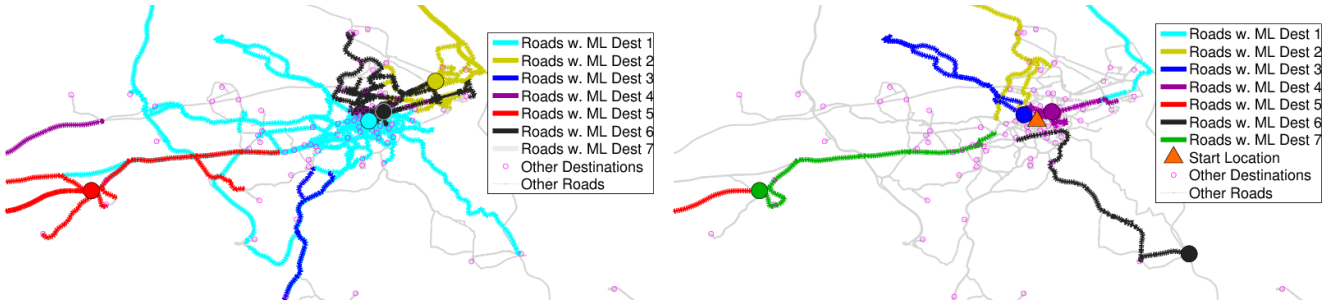 Roads w. ML Dest 1
Roads w. ML Dest 2
Roads w. ML Dest 3
Roads w. ML Dest 4
Roads w. ML Dest 5
Roads w. ML Dest 6
Roads w. ML Dest 7
Other Destinations
Other Roads
Roads w. ML Dest 1
Roads w. ML Dest 2
Roads w. ML Dest 3
Roads w. ML Dest 4
Roads w. ML Dest 5
Roads w. ML Dest 6
Roads w. ML Dest 7
Start Location
Other Destinations
Other Roads